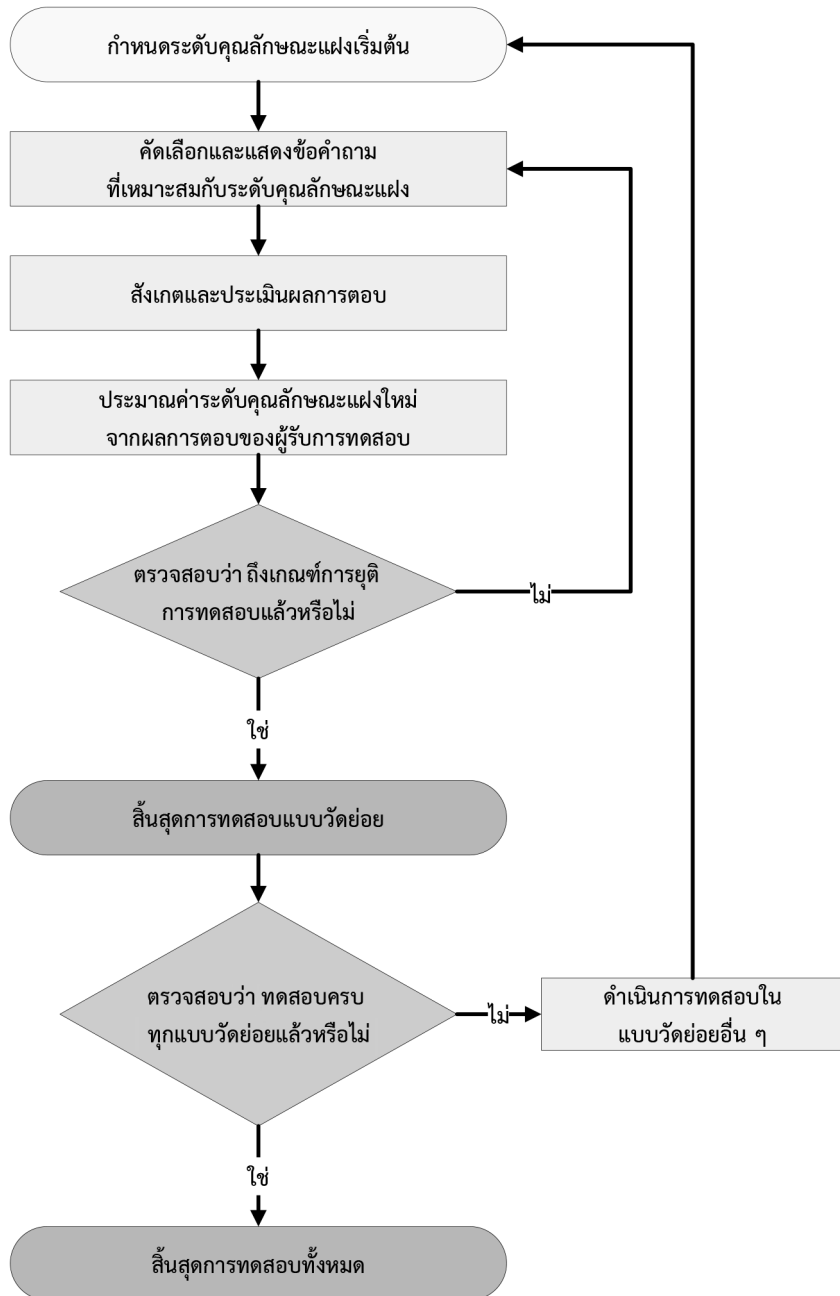 กำหนดระดับคุณลักษณะแฝงเริ่มต้น
คัดเลือกและแสดงข้อคำถาม
ที่เหมาะสมกับระดับคุณลักษณะแฝง
สังเกตและประเมินผลการตอบ
ประมาณค่าระดับคุณลักษณะแฝงใหม่
จากผลการตอบของผู้รับการทดสอบ
ตรวจสอบว่า ถึงเกณฑ์การยุติ
การทดสอบแล้วหรือไม่
ไม่
ใช่
สิ้นสุดการทดสอบแบบวัดย่อย
ตรวจสอบว่า ทดสอบครบ
ทุกแบบวัดย่อยแล้วหรือไม่
ไม่
ดำเนินการทดสอบใน
แบบวัดย่อยอื่น ๆ
ใช่
สิ้นสุดการทดสอบทั้งหมด